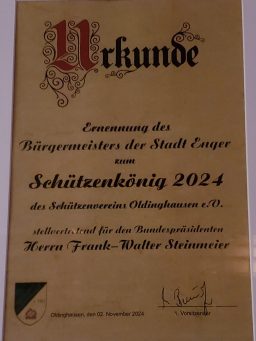 Urkunde
Ernennung des
Bürgermeisters der Stadt Enger
zum
Schützenkönig 2024
des Schützenvereins Oldinghausen e.V.
stellvertretend für den Bundespräsidenten
Herrn Frank-Walter Steinmeier
Oldinghausen, den 02. November 2024
1. Vorsitzender